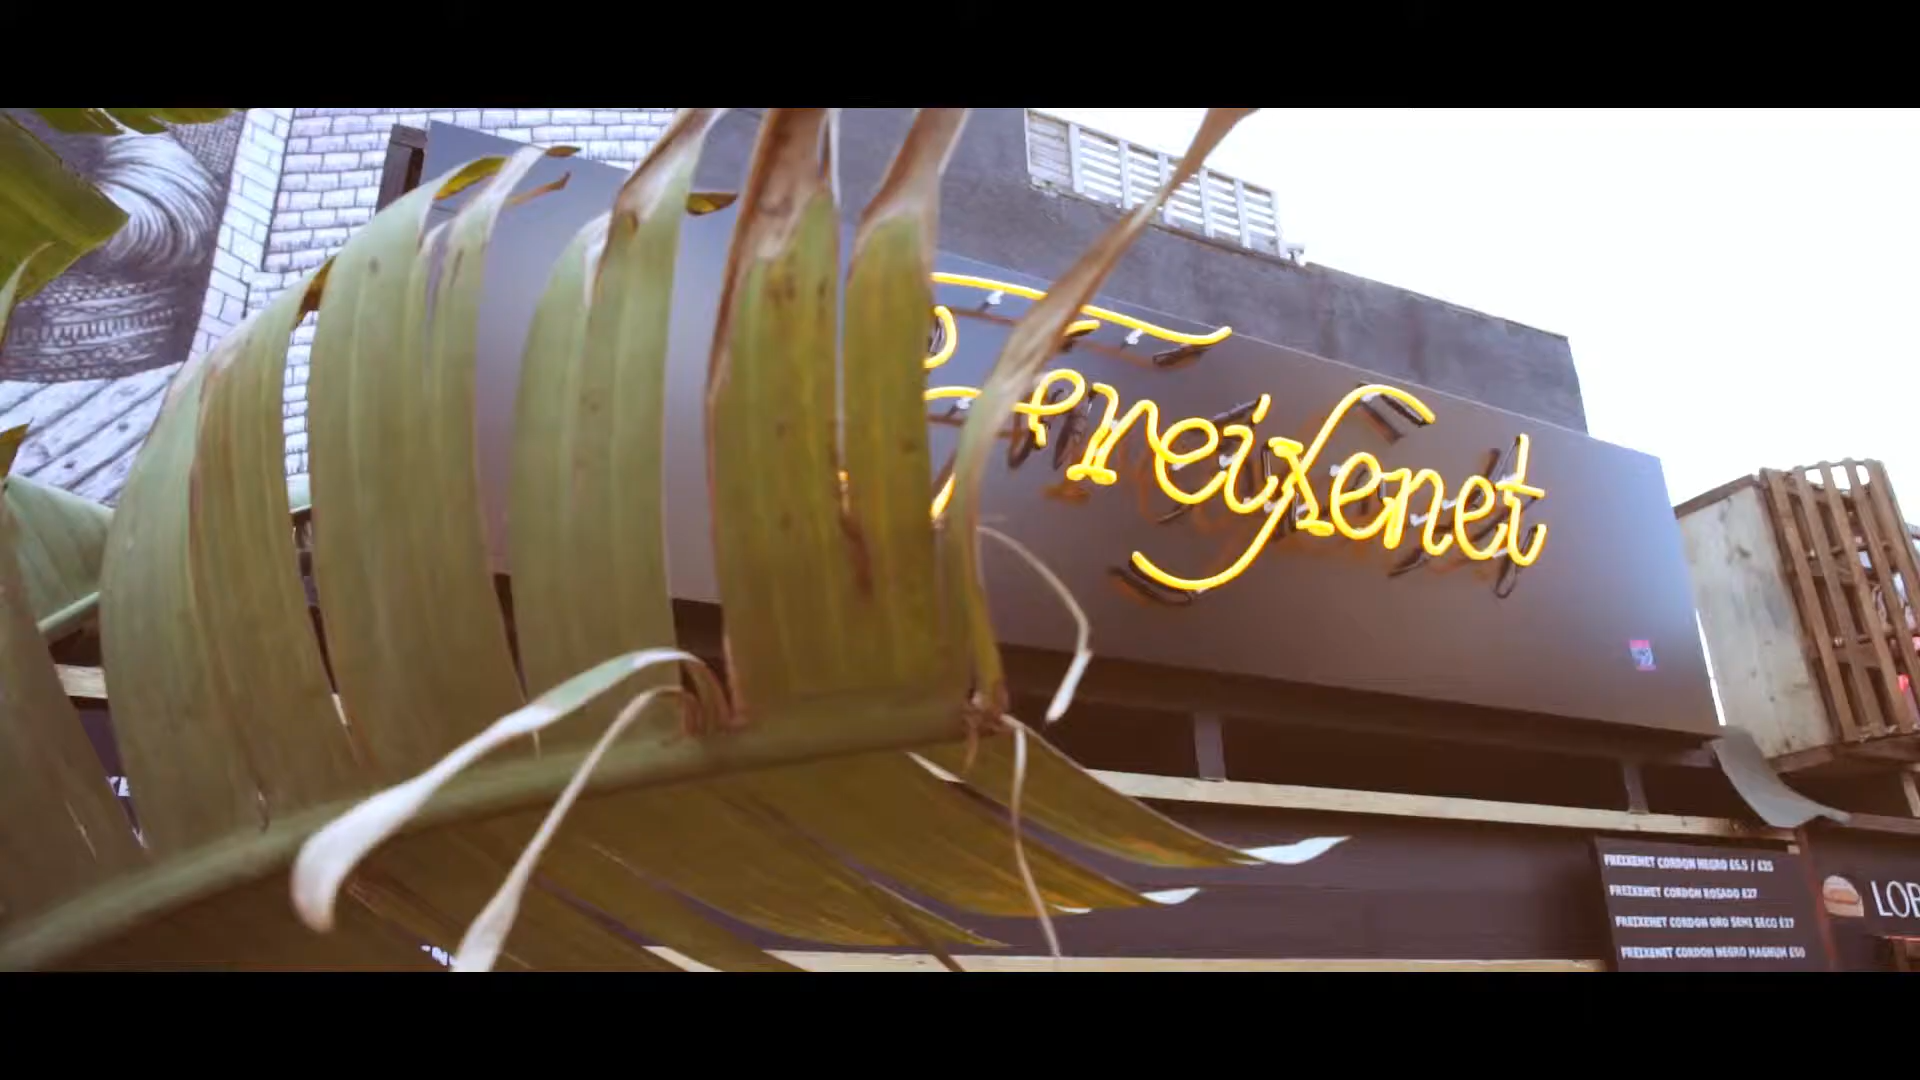 Freixenet
FREIXENET CORDON NEGRO £6.5 / £25
FREIXENET CORDON ROSADO £27
FREIXENET CORDON ORO SEMI SECO £27
FREIXENET CORDON NEGRO MAGNUM £50
LOB